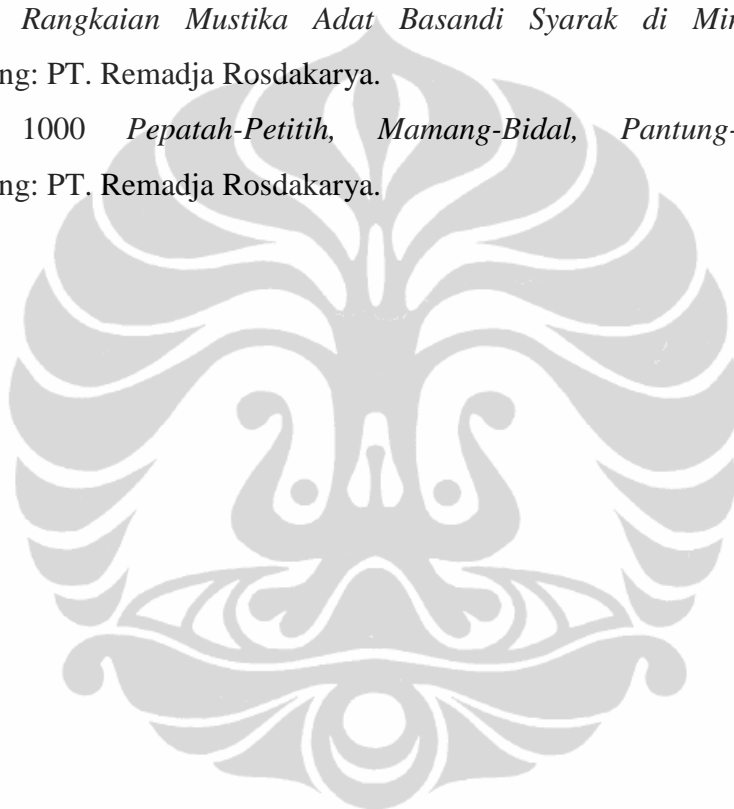 Rangkaian Mustika Adat Basandi Syarak di Min
ng: PT. Remadja Rosdakarya.
1000 Pepatah-Petitih, Mamang-Bidal, Pantung-
ng: PT. Remadja Rosdakarya.